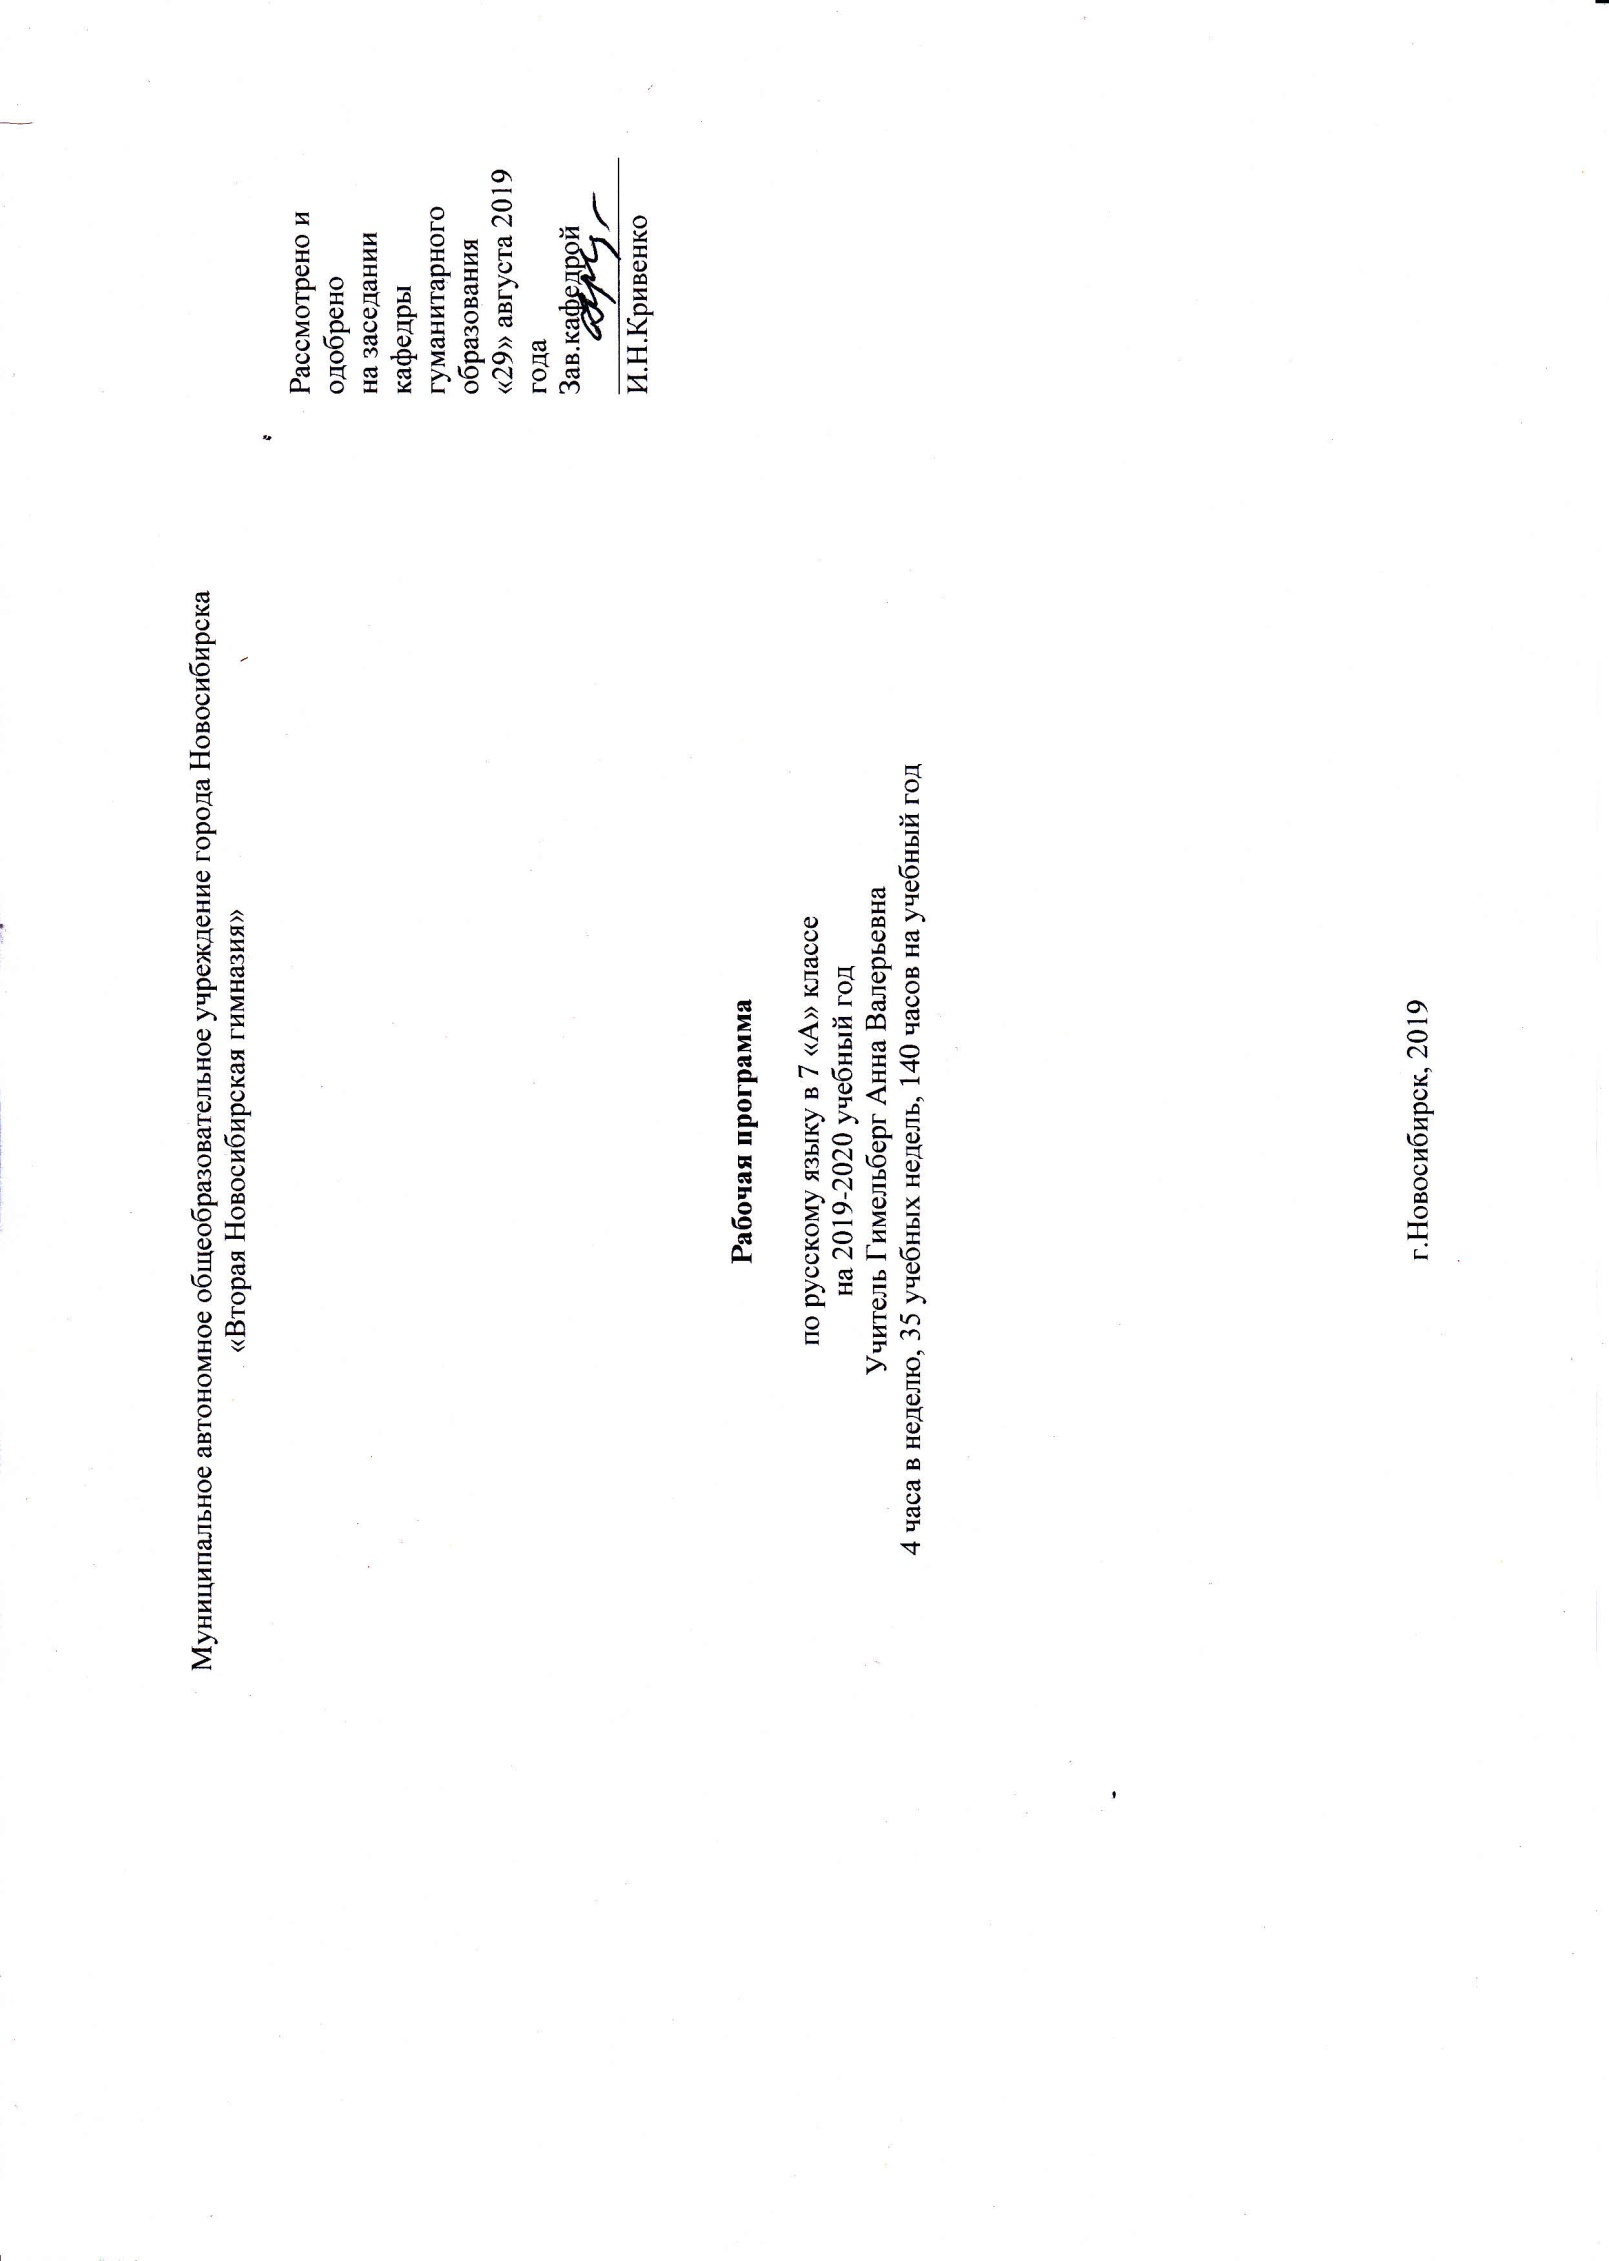 Муниципальное автономное общеобразовательное учреждение города Новосибирска
«Вторая Новосибирская гимназия»
Рассмотрено и
одобрено
на заседании
кафедры
гуманитарного
образования
«29» августа 2019
года
Зав.кафедрой
И.Н.Кривенко
Рабочая программа
по русскому языку в 7 «А» классе
на 2019-2020 учебный год
Учитель Гимельберг Анна Валерьевна
4 часа в неделю, 35 учебных недель, 140 часов на учебный год
г.Новосибирск, 2019